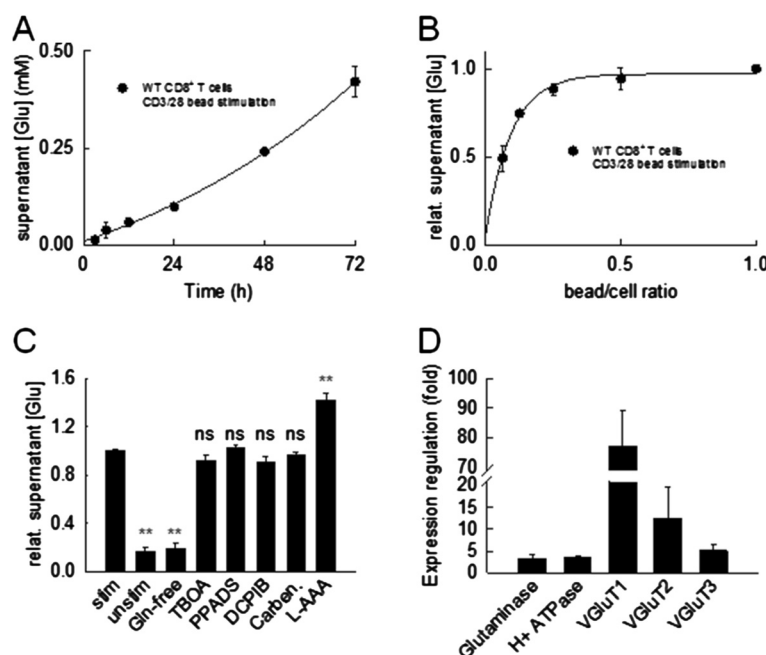 A
supernatant [Glu] (mM)
0.50
0.25
0.00
WT CD8+ T cells
CD3/28 bead stimulation
0 24 48 72
Time (h)
B
relat. supernatant [Glu]
1.0
0.5
0.0
WT CD8+ T cells
CD3/28 bead stimulation
0.0 0.5 1.0
bead/cell ratio
C
relat. supernatant [Glu]
1.6
1.2
0.8
0.4
0.0
** ** ns ns ns ns **
stim
unstim
Gln-free
TBOA
PPADS
DCPIB
Carben.
L-AAA
D
Expression regulation (fold)
100
90
80
70
20
15
10
5
0
Glutaminase
H+ ATPase
VGluT1
VGluT2
VGluT3